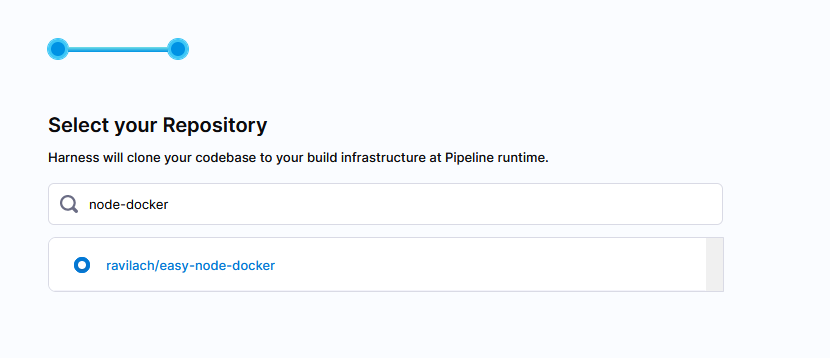 Select your Repository
Harness will clone your codebase to your build infrastructure at Pipeline runtime.
node-docker
ravilach/easy-node-docker